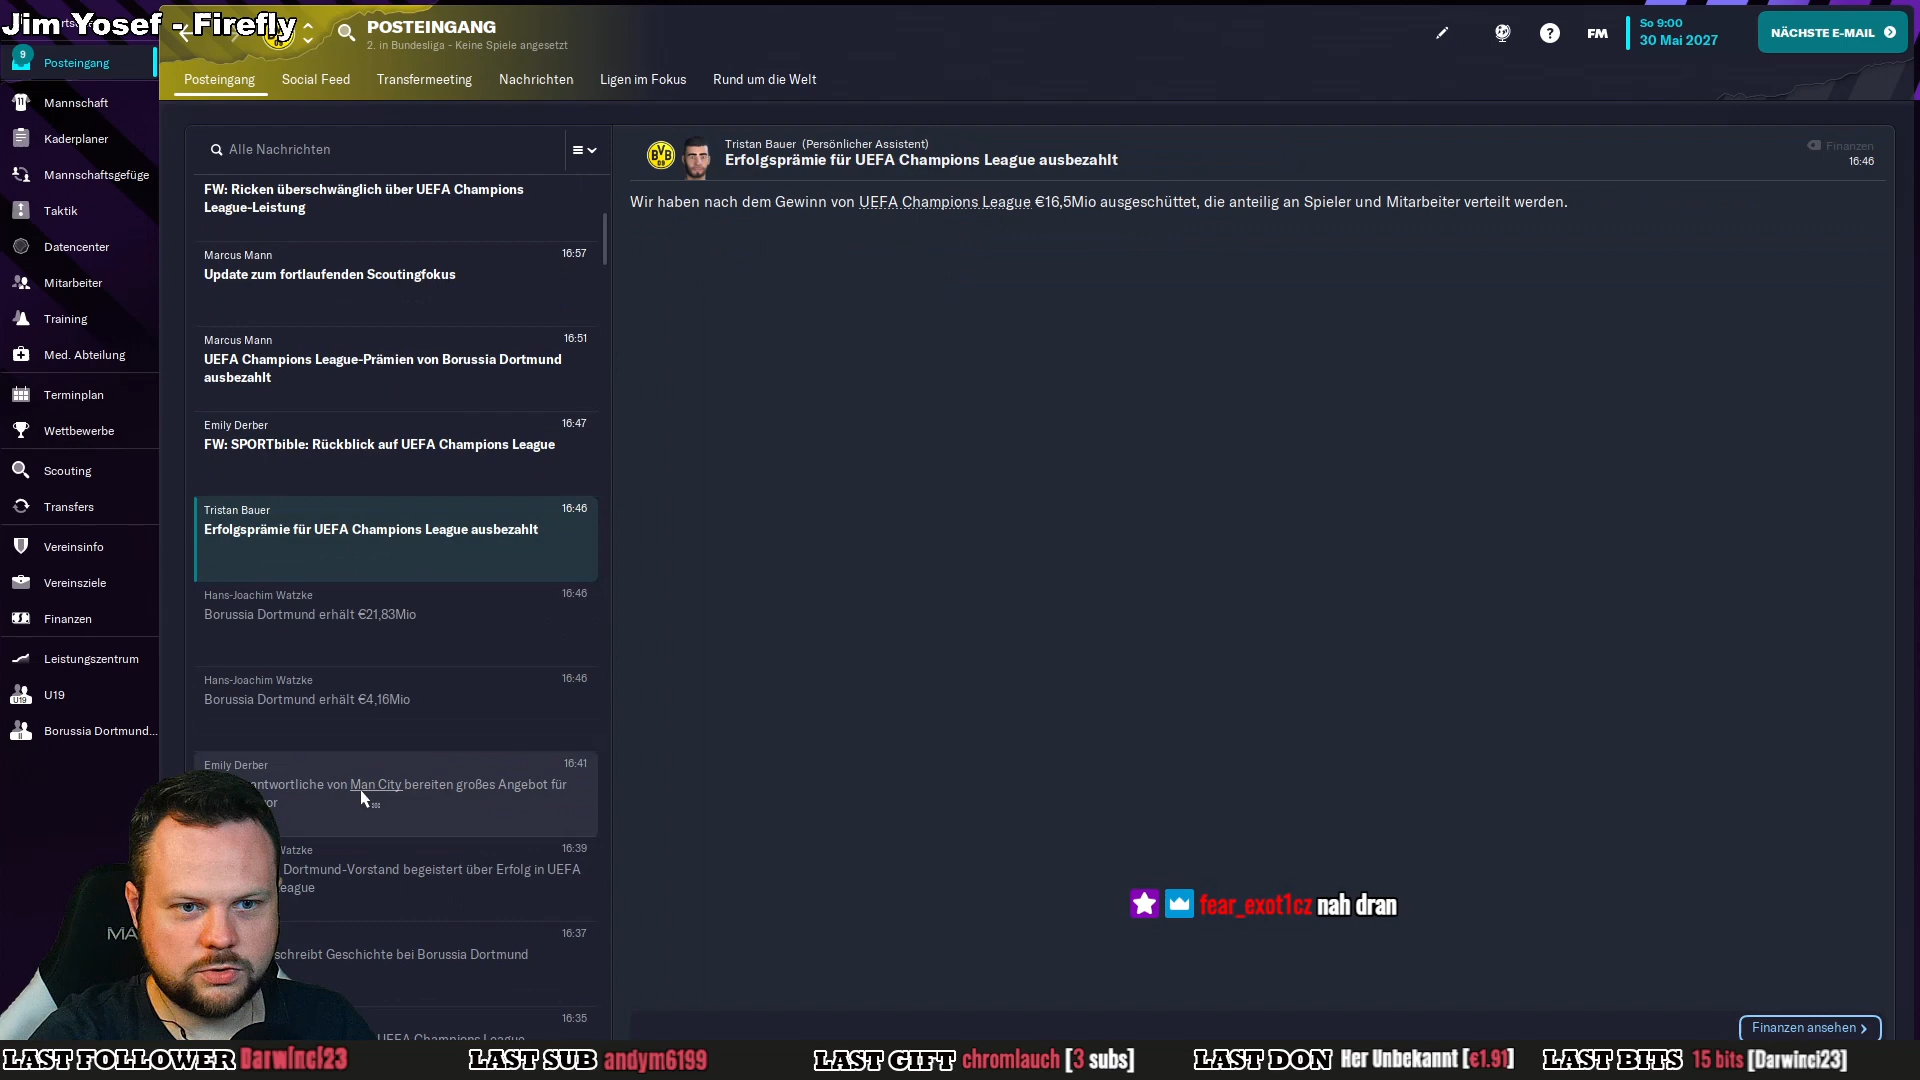 Jim Yosef - Firefly
POSTEINGANG
2. in Bundesliga - Keine Spiele angesetzt
FM
So 9:00
30 Mai 2027
NÄCHSTE E-MAIL
Posteingang
Social Feed
Transfermeeting
Nachrichten
Ligen im Fokus
Rund um die Welt
9
Posteingang
Mannschaft
Kaderplaner
Mannschaftsgefüge
Taktik
Datencenter
Mitarbeiter
Training
Med. Abteilung
Terminplan
Wettbewerbe
Scouting
Transfers
Vereinsinfo
Vereinsziele
Finanzen
Leistungszentrum
U19
Borussia Dortmund...
Alle Nachrichten
FW: Ricken überschwänglich über UEFA Champions
League-Leistung
Marcus Mann
16:57
Update zum fortlaufenden Scoutingfokus
Marcus Mann
16:51
UEFA Champions League-Prämien von Borussia Dortmund
ausbezahlt
Emily Derber
16:47
FW: SPORTbible: Rückblick auf UEFA Champions League
Tristan Bauer
16:46
Erfolgsprämie für UEFA Champions League ausbezahlt
Hans-Joachim Watzke
16:46
Borussia Dortmund erhält €21,83Mio
Hans-Joachim Watzke
16:46
Borussia Dortmund erhält €4,16Mio
Emily Derber
16:41
antwortliche von Man City bereiten großes Angebot für
or
Watzke
16:39
Dortmund-Vorstand begeistert über Erfolg in UEFA
eague
16:37
schreibt Geschichte bei Borussia Dortmund
16:35
UEFA Champions League
Tristan Bauer (Persönlicher Assistent)
Erfolgsprämie für UEFA Champions League ausbezahlt
Finanzen
16:46
Wir haben nach dem Gewinn von UEFA Champions League €16,5Mio ausgeschüttet, die anteilig an Spieler und Mitarbeiter verteilt werden.
fear_exot1cz nah dran
Finanzen ansehen
MA
LAST FOLLOWER Darwinci23
LAST SUB andym6199
LAST GIFT chromlauch [3 subs]
LAST DON Her Unbekannt [€1.91]
LAST BITS 15 bits [Darwinci23]